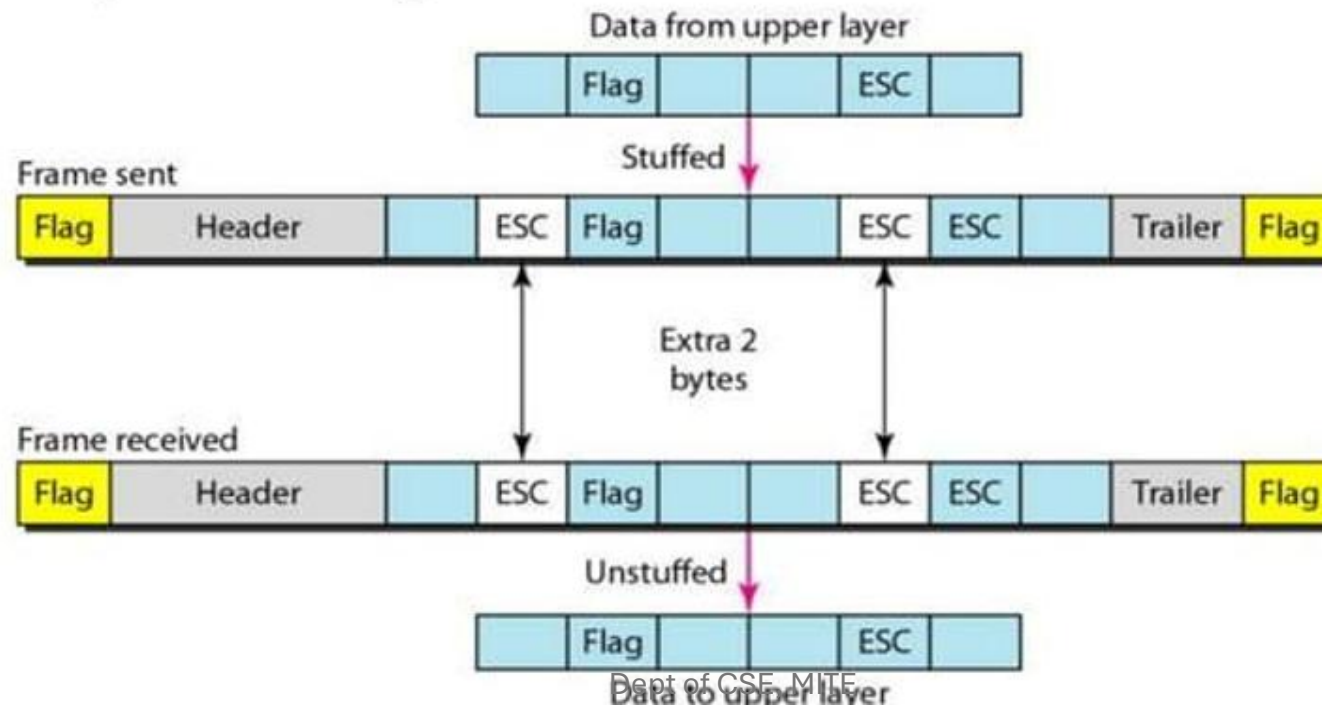 Data from upper layer
Flag ESC
Stuffed
Frame sent
Flag Header ESC Flag ESC ESC Trailer Flag
Extra 2
bytes
Frame received
Flag Header ESC Flag ESC ESC Trailer Flag
Unstuffed
Flag ESC
Dept of CSE, MITE
Data to upper layer